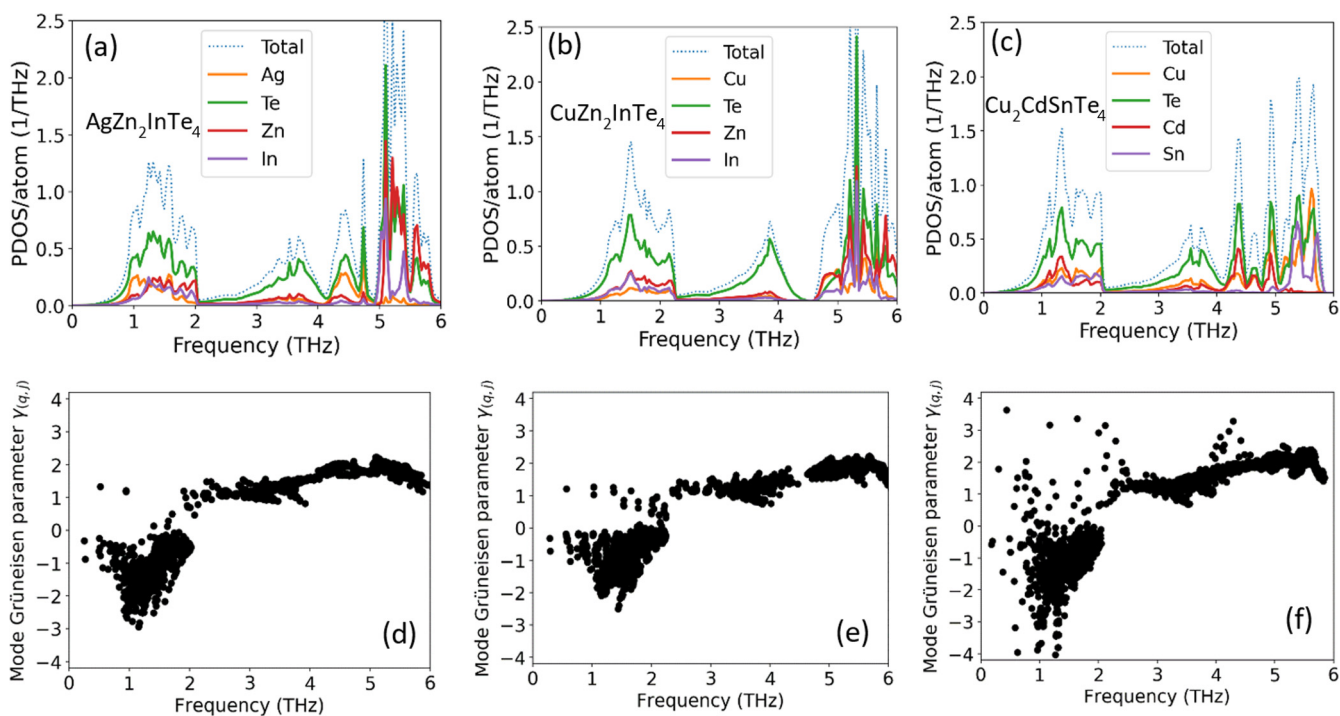 (a)
Total
Ag
Te
Zn
In
AgZn2InTe4
PDOS/atom (1/THz)
2.5
2.0
1.5
1.0
0.5
0.0
0 1 2 3 4 5 6
Frequency (THz)
(b)
Total
Cu
Te
Zn
In
CuZn2InTe4
PDOS/atom (1/THz)
2.5
2.0
1.5
1.0
0.5
0.0
0 1 2 3 4 5 6
Frequency (THz)
(c)
Total
Cu
Te
Cd
Sn
Cu2CdSnTe4
PDOS/atom (1/THz)
2.5
2.0
1.5
1.0
0.5
0.0
0 1 2 3 4 5 6
Frequency (THz)
Mode Grüneisen parameter γ(q,j)
4
3
2
1
0
−1
−2
−3
−4
(d)
0 1 2 3 4 5 6
Frequency (THz)
Mode Grüneisen parameter γ(q,j)
4
3
2
1
0
−1
−2
−3
−4
(e)
0 1 2 3 4 5 6
Frequency (THz)
Mode Grüneisen parameter γ(q,j)
4
3
2
1
0
−1
−2
−3
−4
(f)
0 1 2 3 4 5 6
Frequency (THz)